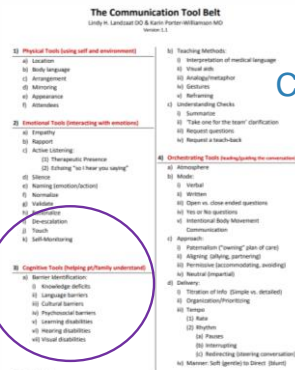 The Communication Tool Belt
Lindy H. Landzaat DO & Karin Porter-Williamson MD
Version 1.1
1) Physical Tools (using self and environment)
a) Location
b) Body language
c) Arrangement
d) Mirroring
e) Appearance
f) Attendees
2) Emotional Tools (interacting with emotions)
a) Empathy
b) Rapport
c) Active Listening:
(1) Therapeutic Presence
(2) Echoing "so I hear you saying"
d) Silence
e) Naming (emotion/action)
f) Normalize
g) Validate
h) Rationalize
i) De-escalation
j) Touch
k) Self-Monitoring
3) Cognitive Tools (helping pt/family understand)
a) Barrier Identification:
i) Knowledge deficits
ii) Language barriers
iii) Cultural barriers
iv) Psychosocial barriers
v) Learning disabilities
vi) Hearing disabilities
vii) Visual disabilities
b) Teaching Methods:
i) Interpretation of medical language
ii) Visual aids
iii) Analogy/metaphor
iv) Gestures
v) Reframing
c) Understanding Checks
i) Summarize
ii) 'Take one for the team' clarification
iii) Request questions
iv) Request a teach-back
4) Orchestrating Tools (leading/guiding the conversation)
a) Atmosphere
b) Mode:
i) Verbal
ii) Written
iii) Open vs. close ended questions
iv) Yes or No questions
v) Intentional Body Movement
Communication
c) Approach:
i) Paternalism ("owning" plan of care)
ii) Aligning (allying, partnering)
iii) Permissive (accommodating, avoiding)
iv) Neutral (impartial)
d) Delivery:
i) Titration of Info (Simple vs. detailed)
ii) Organization/Prioritizing
iii) Tempo:
(1) Rate
(2) Rhythm
(a) Pauses
(b) Interrupting
(c) Redirecting (steering conversation)
iv) Manner: Soft (gentle) to Direct (blunt)